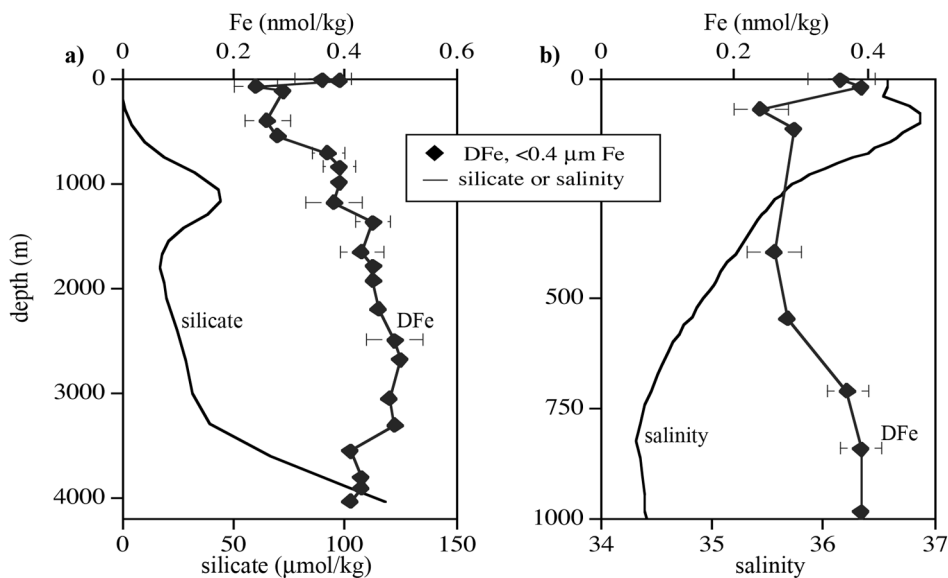 Fe (nmol/kg)
a) 0 0.2 0.4 0.6
0
1000
2000
3000
4000
depth (m)
silicate
DFe
0 50 100 150
silicate (μmol/kg)
DFe, <0.4 μm Fe
silicate or salinity
Fe (nmol/kg)
b) 0 0.2 0.4
0
500
750
1000
salinity
DFe
34 35 36 37
salinity